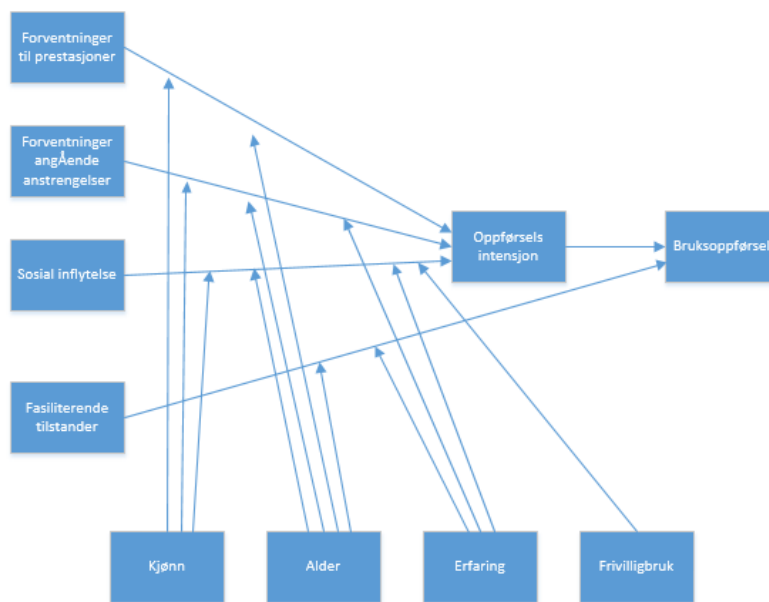 Forventninger
til prestasjoner
Forventninger
angÅende
anstrengelser
Sosial inflytelse
Fasiliterende
tilstander
Oppførsels
intensjon
Bruksoppførsel
Kjønn
Alder
Erfaring
Frivilligbruk